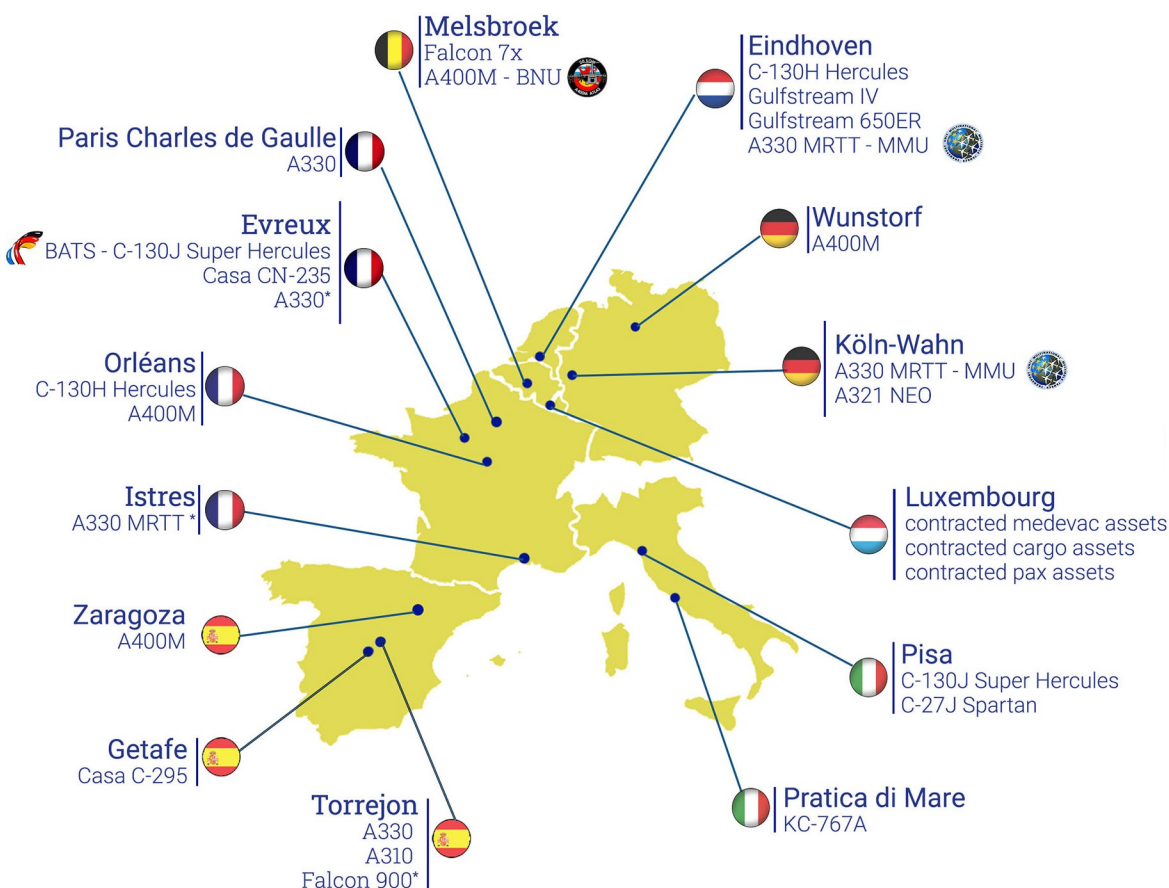 Melsbroek
Falcon 7x
A400M - BNU
Eindhoven
C-130H Hercules
Gulfstream IV
Gulfstream 650ER
A330 MRTT - MMU
Paris Charles de Gaulle
A330
Evreux
BATS - C-130J Super Hercules
Casa CN-235
A330*
Wunstorf
A400M
Orléans
C-130H Hercules
A400M
Köln-Wahn
A330 MRTT - MMU
A321 NEO
Istres
A330 MRTT *
Luxembourg
contracted medevac assets
contracted cargo assets
contracted pax assets
Zaragoza
A400M
Pisa
C-130J Super Hercules
C-27J Spartan
Getafe
Casa C-295
Torrejon
A330
A310
Falcon 900*
Pratica di Mare
KC-767A